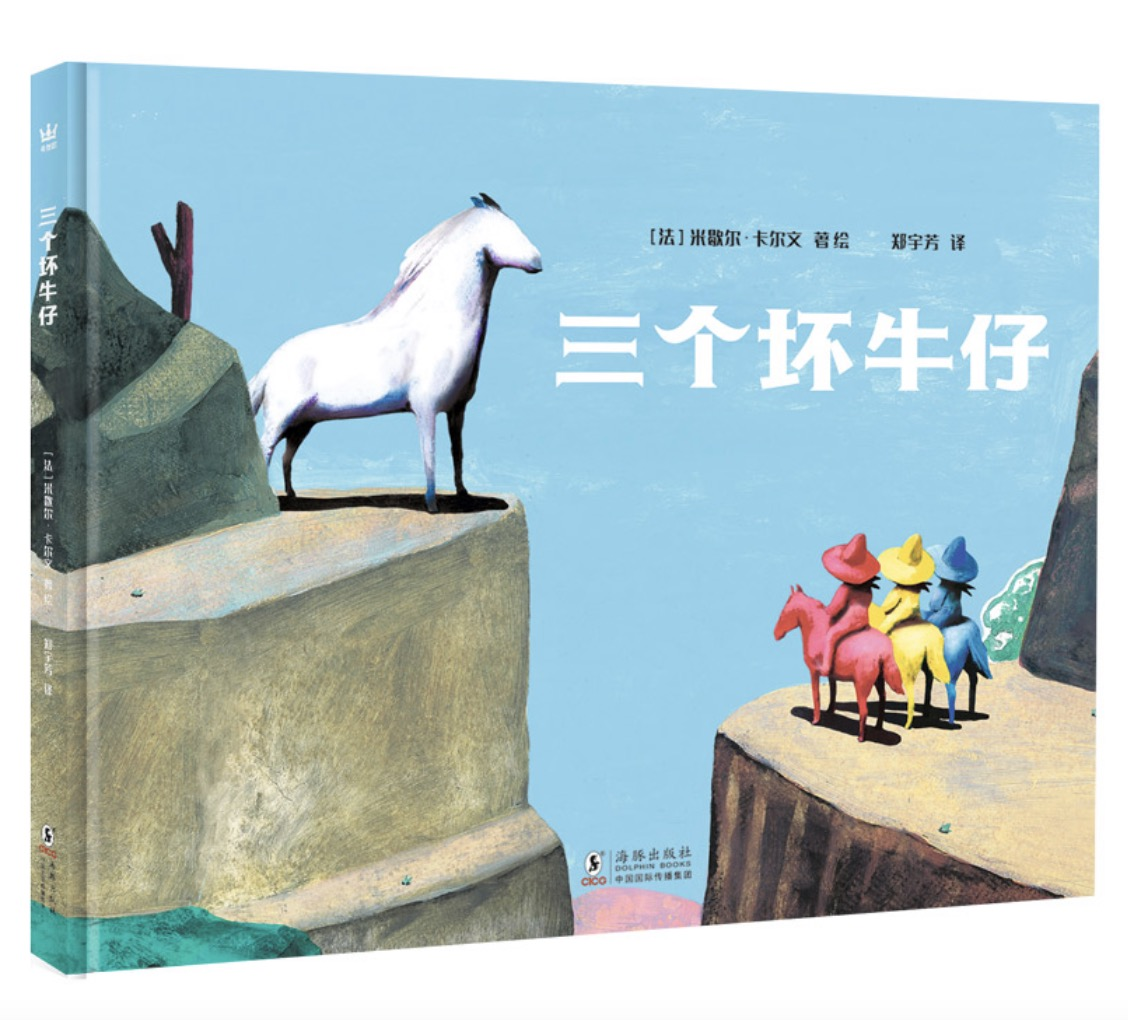 三个坏牛仔
[法]米歇尔·卡尔文 著绘
郑宇芳 译
CICG
[法]米歇尔·卡尔文 著绘 郑宇芳 译
三个坏牛仔
CICG
海豚出版社
DOLPHIN BOOKS
中国国际传播集团